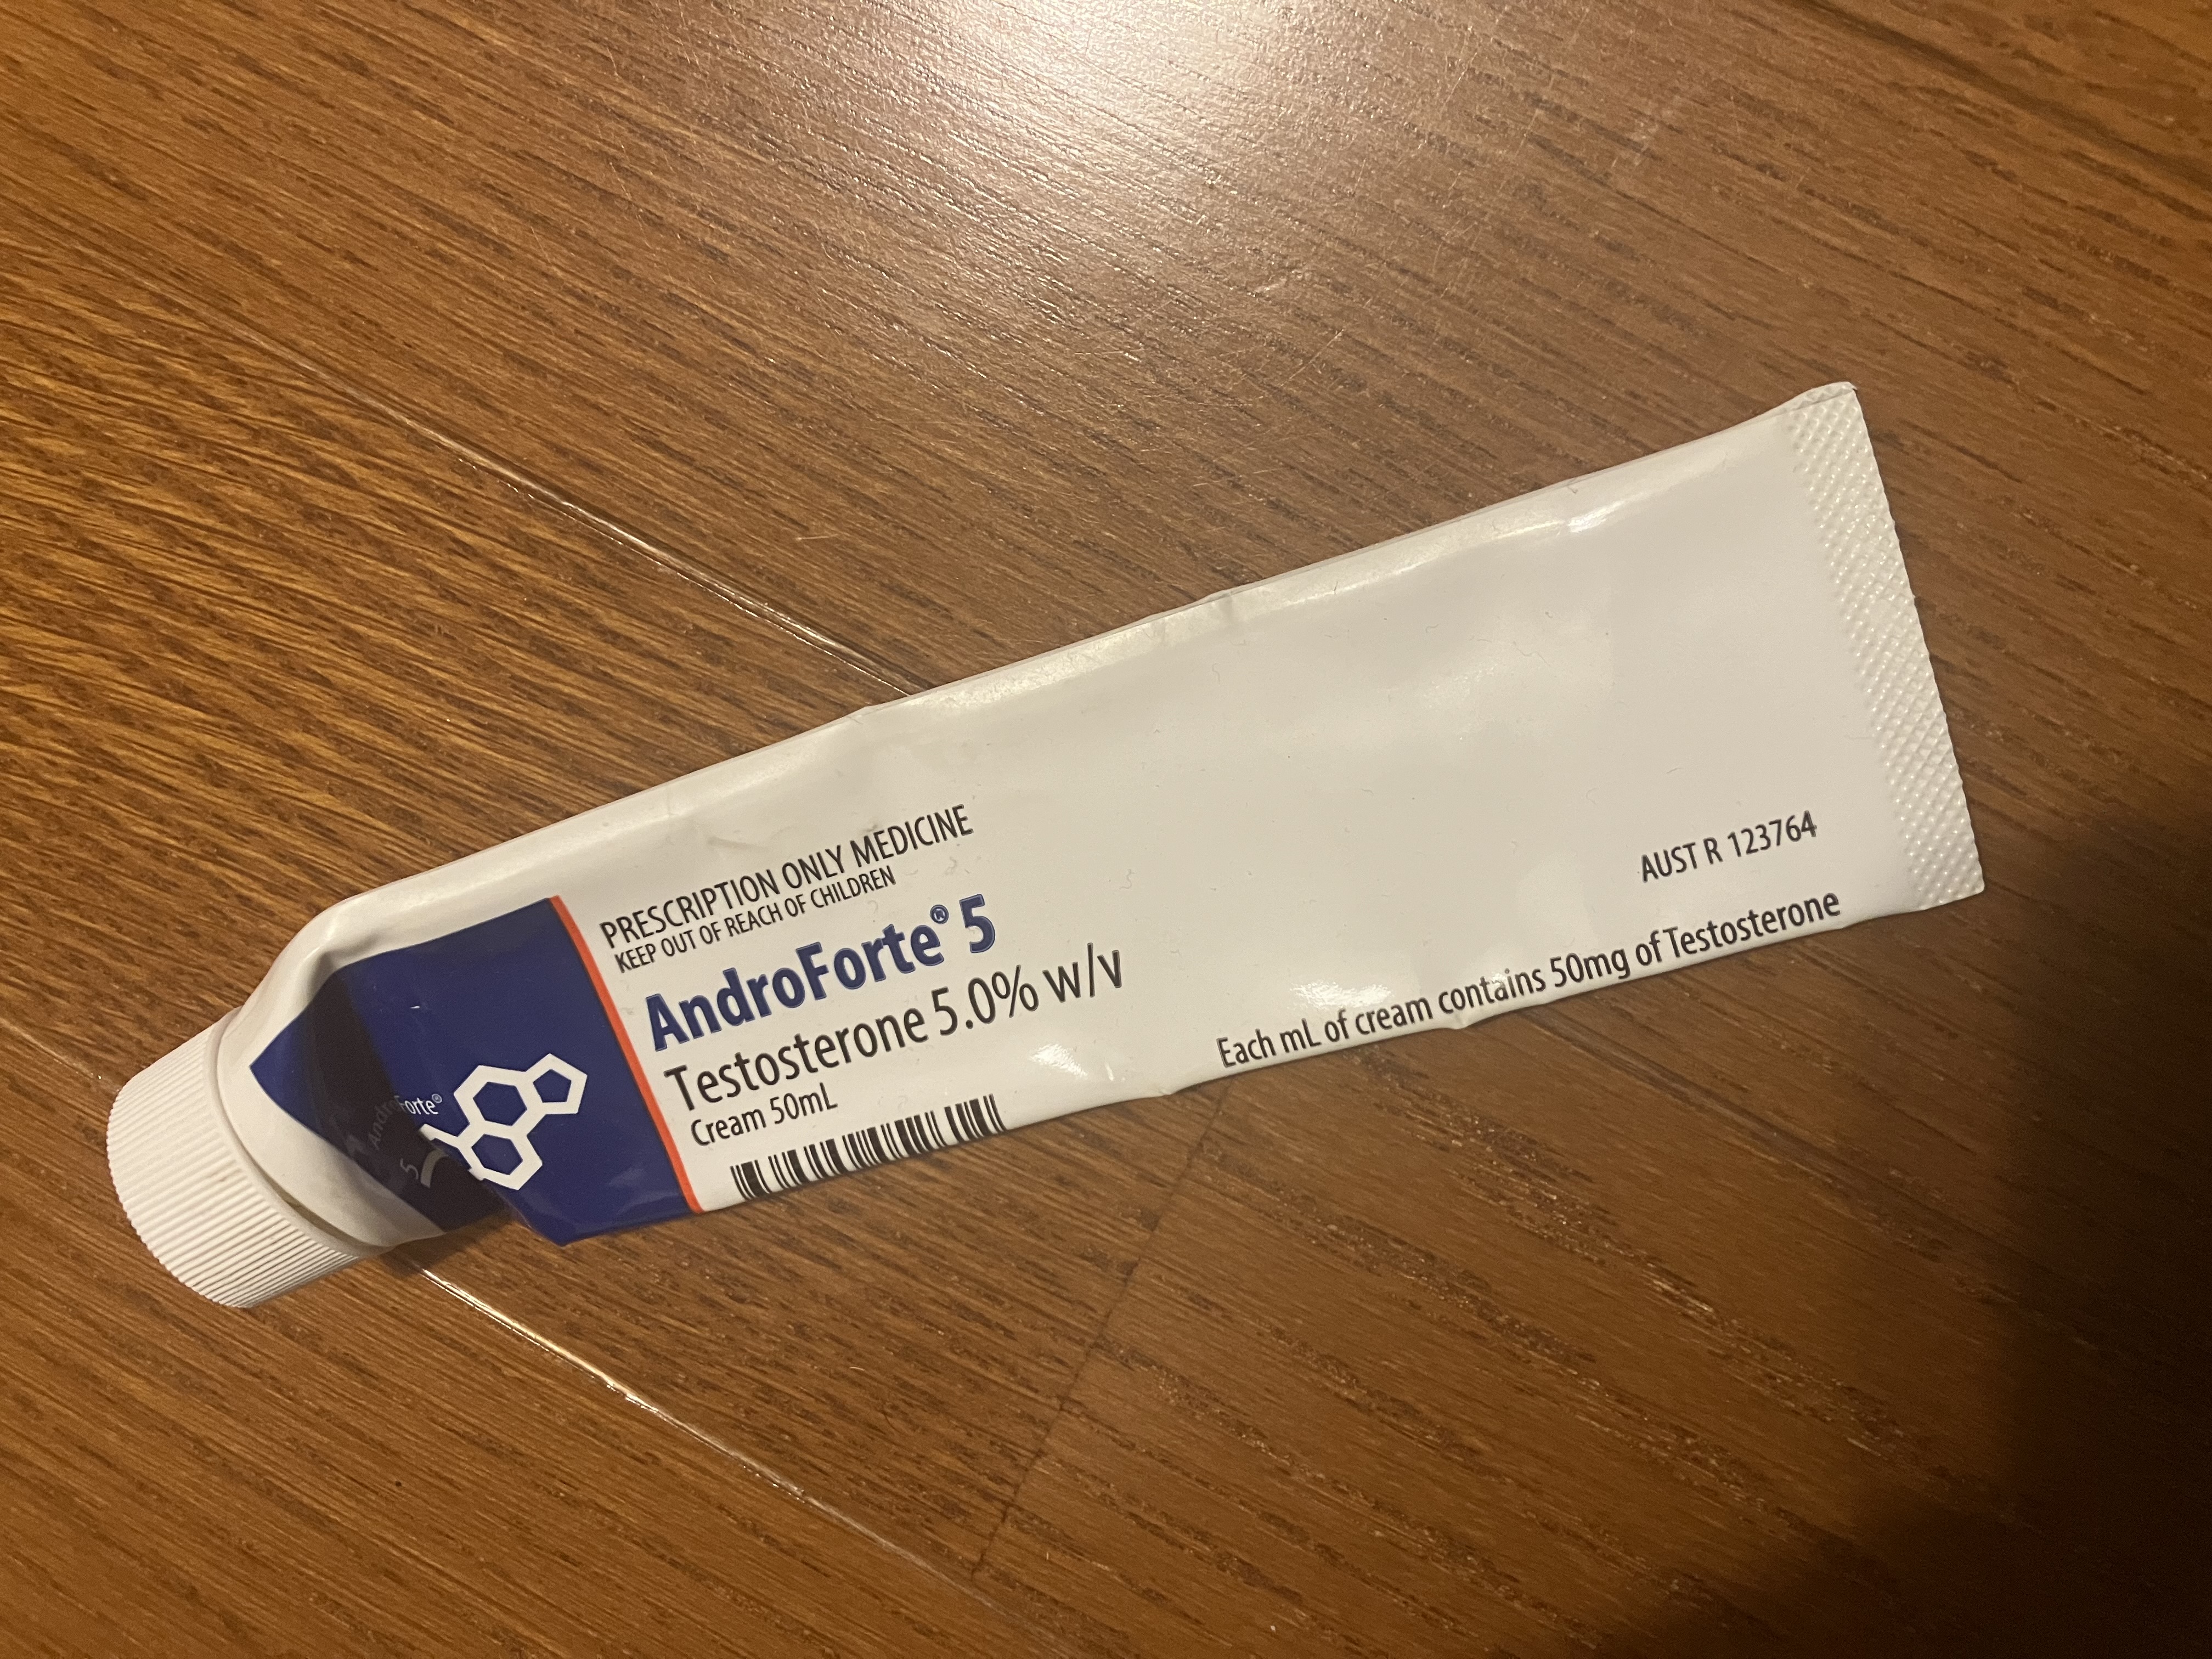 PRESCRIPTION ONLY MEDICINE
KEEP OUT OF REACH OF CHILDREN
AndroForte® 5
Testosterone 5.0% w/v
Cream 50mL
AndroForte®
5
AUST R 123764
Each mL of cream contains 50mg of Testosterone